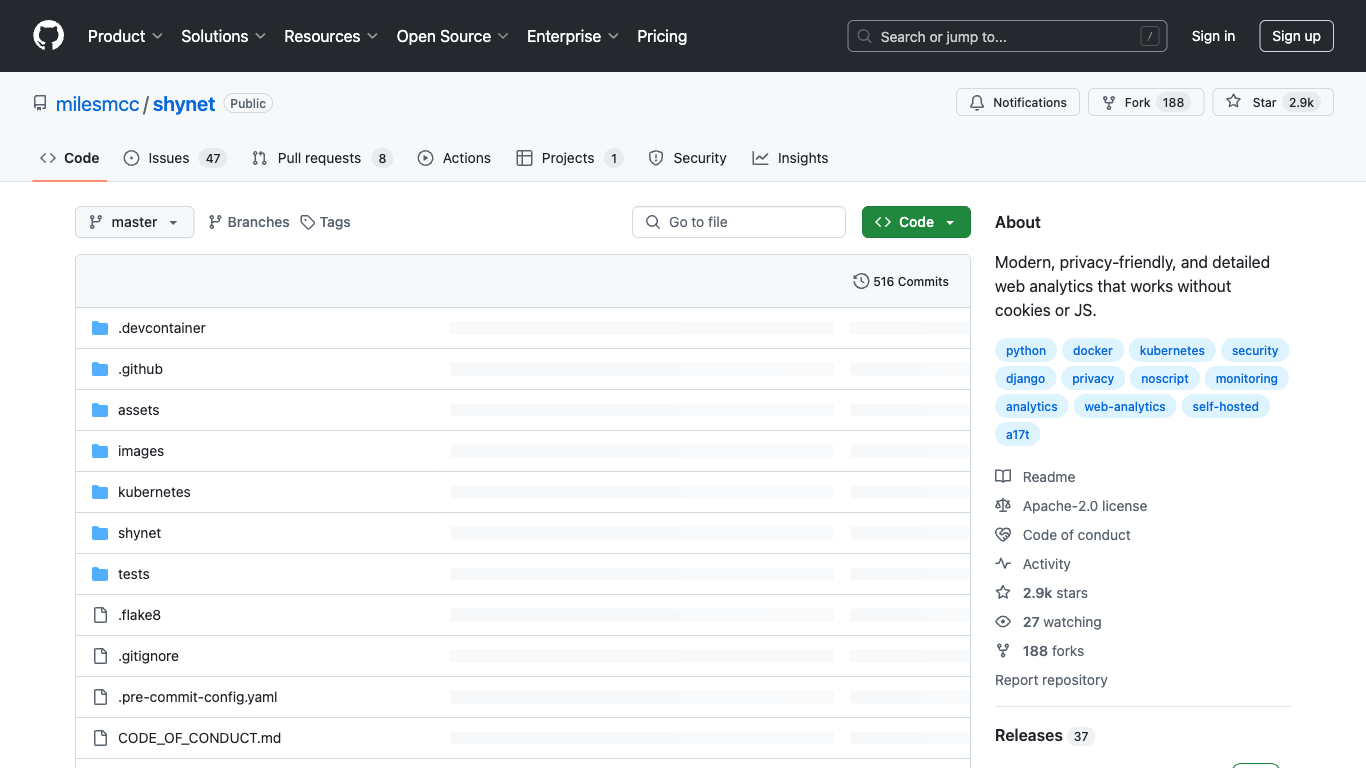 Product Solutions Resources Open Source Enterprise Pricing Search or jump to... / Sign in Sign up
milesmcc / shynet Public Notifications Fork 188 Star 2.9k
Code Issues 47 Pull requests 8 Actions Projects 1 Security Insights
master Branches Tags Go to file Code
516 Commits
.devcontainer
.github
assets
images
kubernetes
shynet
tests
.flake8
.gitignore
.pre-commit-config.yaml
CODE_OF_CONDUCT.md
About
Modern, privacy-friendly, and detailed
web analytics that works without
cookies or JS.
python docker kubernetes security
django privacy noscript monitoring
analytics web-analytics self-hosted
a17t
Readme
Apache-2.0 license
Code of conduct
Activity
2.9k stars
27 watching
188 forks
Report repository
Releases 37